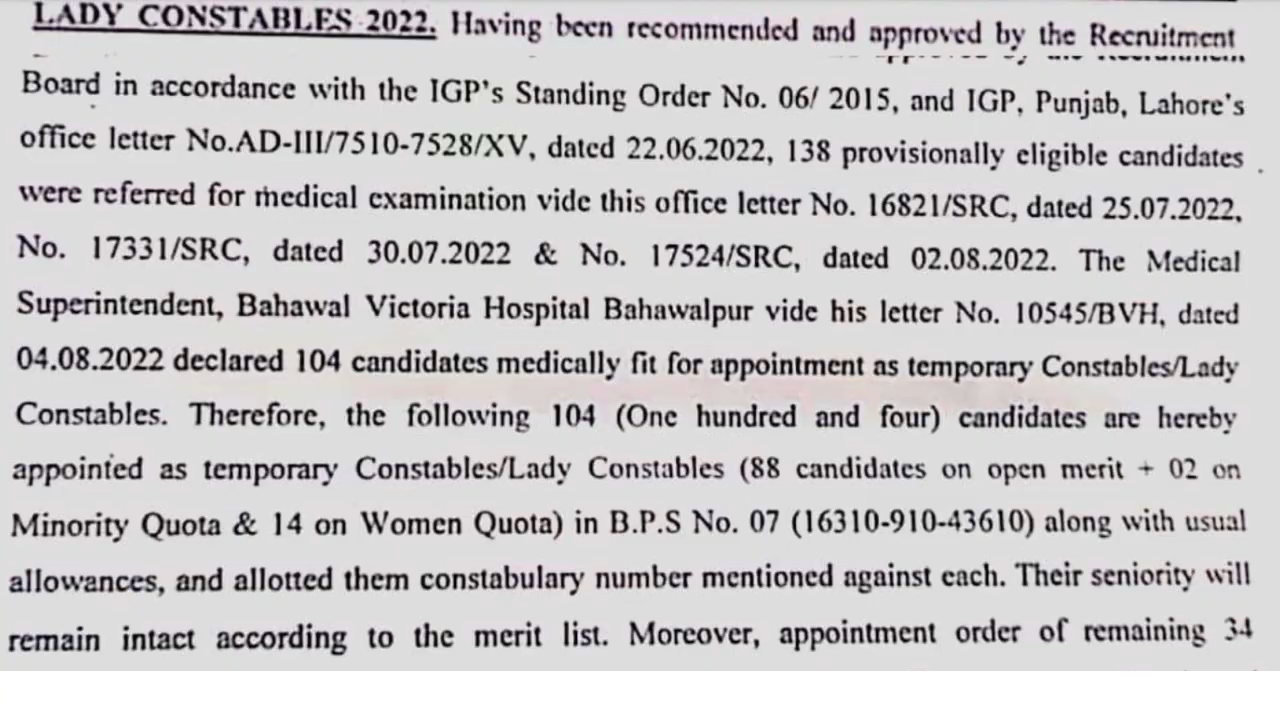 LADY CONSTABLES 2022. Having been recommended and approved by the Recruitment
Board in accordance with the IGP's Standing Order No. 06/ 2015, and IGP, Punjab, Lahore's
office letter No.AD-III/7510-7528/XV, dated 22.06.2022, 138 provisionally eligible candidates
were referred for medical examination vide this office letter No. 16821/SRC, dated 25.07.2022,
No. 17331/SRC, dated 30.07.2022 & No. 17524/SRC, dated 02.08.2022. The Medical
Superintendent, Bahawal Victoria Hospital Bahawalpur vide his letter No. 10545/BVH, dated
04.08.2022 declared 104 candidates medically fit for appointment as temporary Constables/Lady
Constables. Therefore, the following 104 (One hundred and four) candidates are hereby
appointed as temporary Constables/Lady Constables (88 candidates on open merit + 02 on
Minority Quota & 14 on Women Quota) in B.P.S No. 07 (16310-910-43610) along with usual
allowances, and allotted them constabulary number mentioned against each. Their seniority will
remain intact according to the merit list. Moreover, appointment order of remaining 34